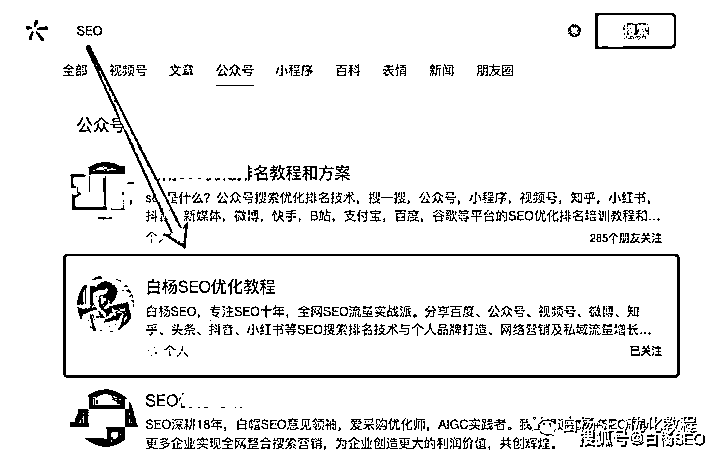 SEO
搜索
全部 视频号 文章 公众号 小程序 百科 表情 新闻 朋友圈
公众号
排名教程和方案
是什么？公众号搜索优化排名技术，搜一搜，公众号，小程序，视频号，知乎，小红书，
新媒体，微博，快手，B站，支付宝，百度，谷歌等平台的SEO优化排名培训教程和...
个
285个朋友关注
白杨SEO优化教程
白杨SEO，专注SEO十年，全网SEO流量实战派。分享百度、公众号、视频号、微博、知
乎、头条、抖音、小红书等SEO搜索排名技术与个人品牌打造、网络营销及私域流量增长...
个人
已关注
SEO
SEO深耕18年，白帽SEO意见领袖，爱采购优化师，AIGC实践者。
更多企业实现全网整合搜索营销，为企业创造更大的利润价值，共创辉煌。
白杨SEO优化教程
搜狐号@白杨SEO